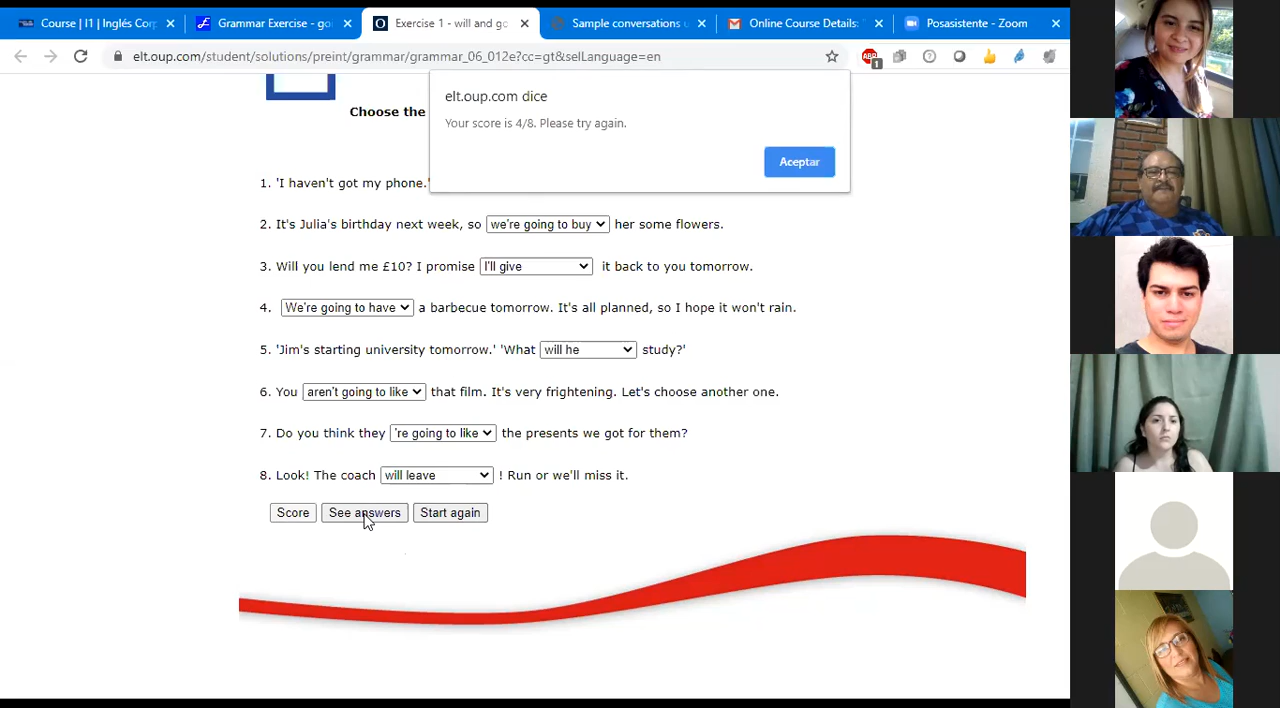 Course | I1 | Inglés Corp
Grammar Exercise - go
Exercise 1 - will and go
Sample conversations u
Online Course Details:
Posasistente - Zoom
elt.oup.com/student/solutions/preint/grammar/grammar_06_012e?cc=gt&selLanguage=en
1
elt.oup.com dice
Choose the
Your score is 4/8. Please try again.
Aceptar
1. 'I haven't got my phone.'
2. It's Julia's birthday next week, so we're going to buy her some flowers.
3. Will you lend me £10? I promise I'll give it back to you tomorrow.
4. We're going to have a barbecue tomorrow. It's all planned, so I hope it won't rain.
5. 'Jim's starting university tomorrow.' 'What will he study?'
6. You aren't going to like that film. It's very frightening. Let's choose another one.
7. Do you think they 're going to like the presents we got for them?
8. Look! The coach will leave ! Run or we'll miss it.
Score See answers Start again